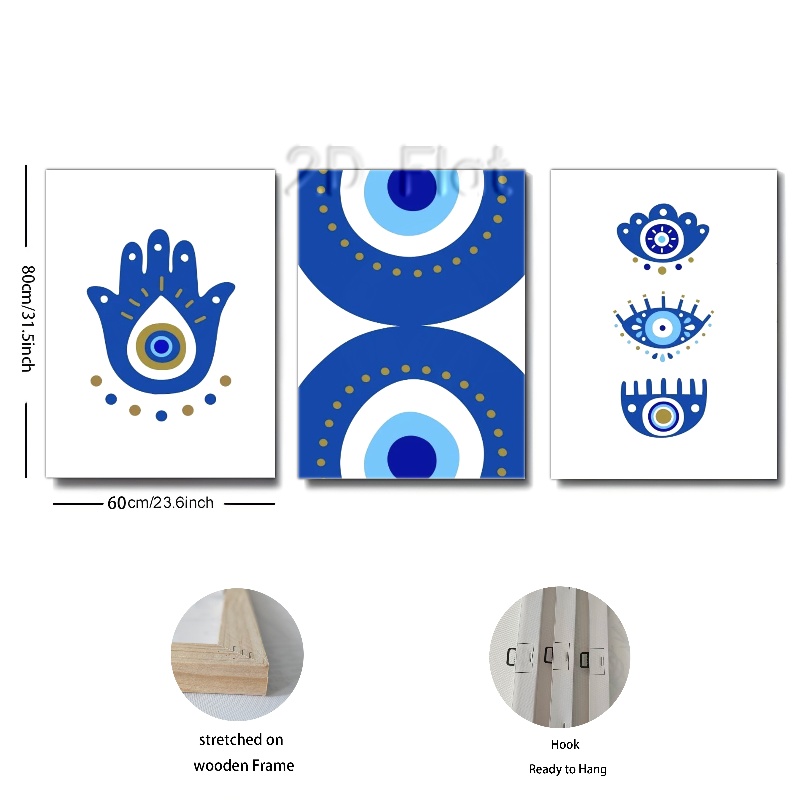 2D Flat
80cm/31.5inch
60cm/23.6inch
stretched on
wooden Frame
Hook
Ready to Hang